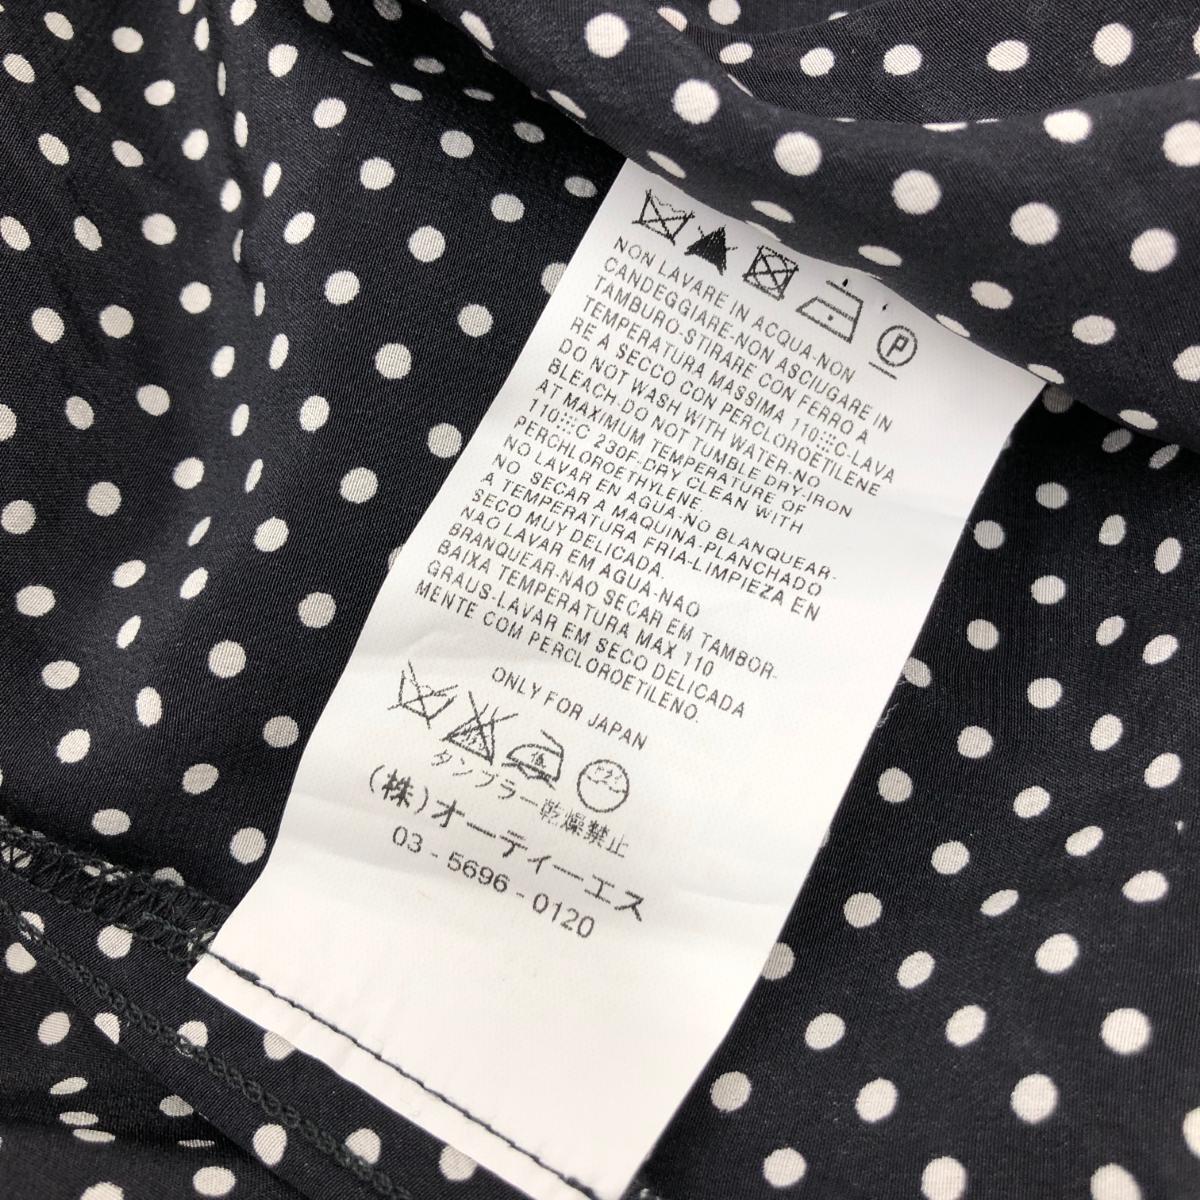 NON LAVARE IN ACQUA-NON
CANDEGGIARE-NON ASCIUGARE IN
TAMBURO-STIRARE CON FERRO A
TEMPERATURA MASSIMA 110::::C-LAVA
RE A SECCO CON PERCLOROETILENE
DO NOT WASH WITH WATER-NO
BLEACH-DO NOT TUMBLE DRY-IRON
AT MAXIMUM TEMPERATURE OF
110::::C 230F-DRY CLEAN WITH
PERCHLOROETHYLENE.
NO LAVAR EN AGUA-NO BLANQUEAR-
NO SECAR A MAQUINA-PLANCHADO
A TEMPERATURA FRIA-LIMPIEZA EN
SECO MUY DELICADA.
NAO LAVAR EM AGUA-NAO
BRANQUEAR-NAO SECAR EM TAMBOR-
BAIXA TEMPERATURA MAX 110
GRAUS-LAVAR EM SECO DELICADA
MENTE COM PERCLOROETILENO.
ONLY FOR JAPAN
タンブラー乾燥禁止
(株)オーティーエス
03-5696-0120